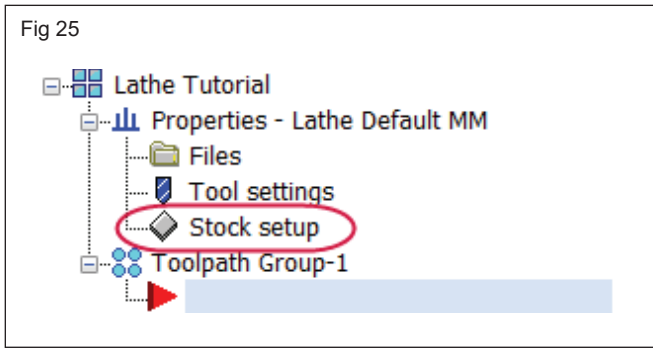 Fig 25
Lathe Tutorial
Properties - Lathe Default MM
Files
Tool settings
Stock setup
Toolpath Group-1